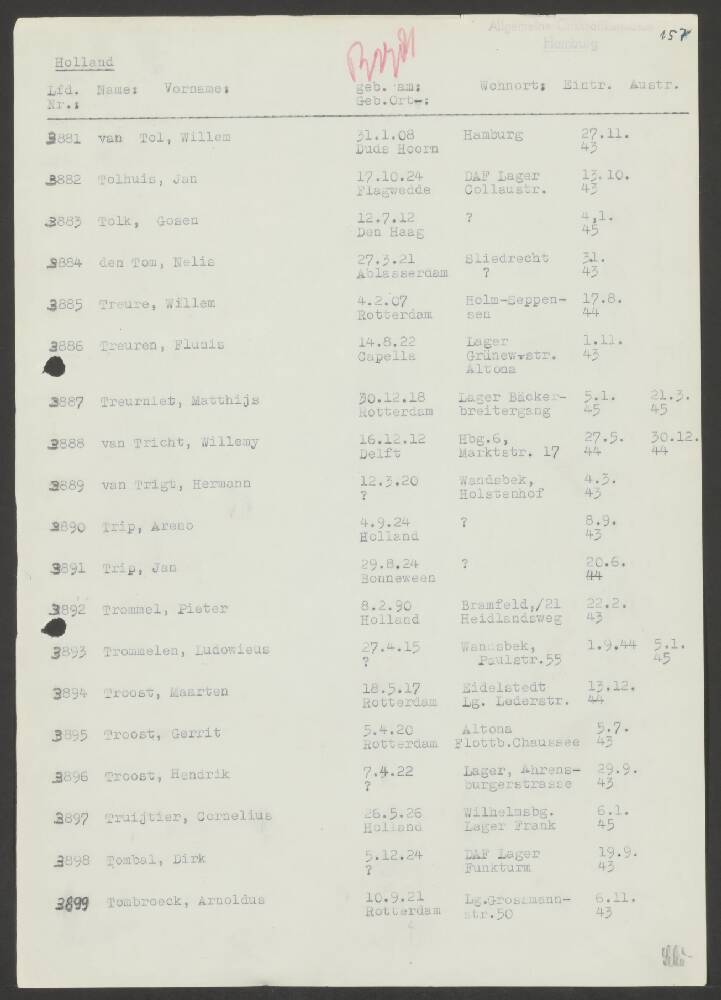 Allgemeine Ortskrankenkasse
Hamburg
157
Holland
Lfd. Name: Vorname: geb. am: Wohnort: Eintr. Austr.
Nr.: Geb.Ort-:
3881 van Tol, Willem 31.1.08 Hamburg 27.11.
Dude Hoorn 43
3882 Tolhuis, Jan 17.10.24 DAF Lager 13.10.
Flagwedde Collaustr. 43
3883 Tolk, Gosen 12.7.12 ? 4.1.
Den Haag 45
3884 den Tom, Nelis 27.3.21 Sliedrecht 31.
Ablasserdam ? 43
3885 Treure, Willem 4.2.07 Holm-Seppen- 17.8.
Rotterdam sen 44
3886 Treuren, Flunis 14.8.22 Lager 1.11.
Capella Grünewstr. 43
Altona
3887 Treurniet, Matthijs 30.12.18 Lager Bäcker- 5.1. 21.3.
Rotterdam breitergang 45 45
3888 van Tricht, Willemy 16.12.12 Hbg.6, 27.5. 30.12.
Delft Marktstr. 17 44 44
3889 van Trigt, Hermann 12.3.20 Wandsbek, 4.3.
? Holstenhof 43
3890 Trip, Areno 4.9.24 ? 8.9.
Holland 43
3891 Trip, Jan 29.8.24 ? 20.6.
Bonneween 44
3892 Trommel, Pieter 8.2.90 Bramfeld,/21 22.2.
Holland Heidlandsweg 43
3893 Trommelen, Ludowieus 27.4.15 Wandsbek, 1.9.44 5.1.
? Paulstr.55 45
3894 Troost, Maarten 18.5.17 Eidelstedt 13.12.
Rotterdam Lg. Lederstr. 44
3895 Troost, Gerrit 5.4.20 Altona 5.7.
Rotterdam Flottb.Chaussee 43
3896 Troost, Hendrik 7.4.22 Lager, Ahrens- 29.9.
? burgerstrasse 43
3897 Truijtier, Cornelius 26.5.26 Wilhelmsbg. 6.1.
Holland Lager Frank 45
3898 Tombal, Dirk 5.12.24 DAF Lager 19.9.
? Funkturm 43
3899 Tombroeck, Arnoldus 10.9.21 Lg.Grossmann- 6.11.
Rotterdam str.50 43